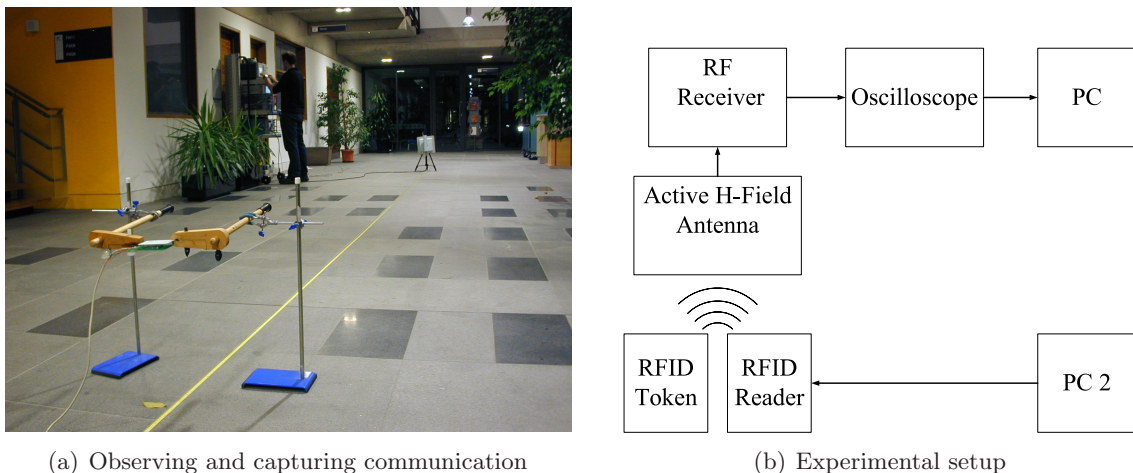 RF
Receiver
Oscilloscope
PC
Active H-Field
Antenna
RFID
Token
RFID
Reader
PC 2
(a) Observing and capturing communication
(b) Experimental setup